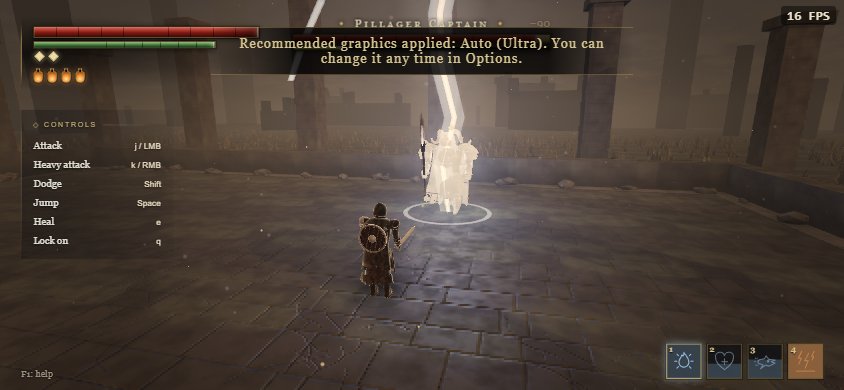 16 FPS
Pillager Captain
-90
Recommended graphics applied: Auto (Ultra). You can
change it any time in Options.
CONTROLS
Attack j / LMB
Heavy attack k / RMB
Dodge Shift
Jump Space
Heal e
Lock on q
1 2 3 4
F1: help